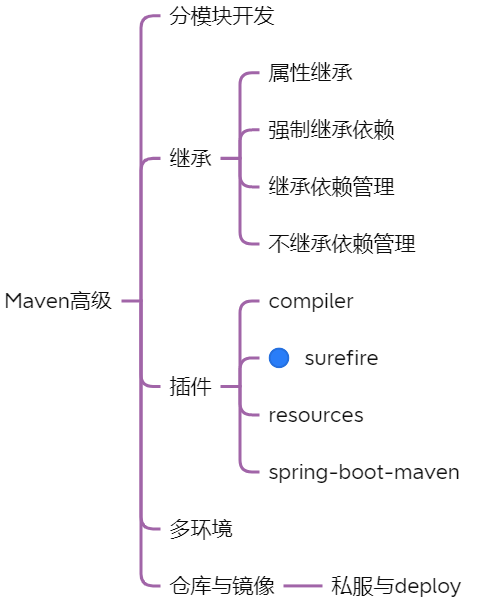 分模块开发
属性继承
强制继承依赖
继承
继承依赖管理
不继承依赖管理
Maven高级
compiler
surefire
插件
resources
spring-boot-maven
多环境
仓库与镜像
私服与deploy